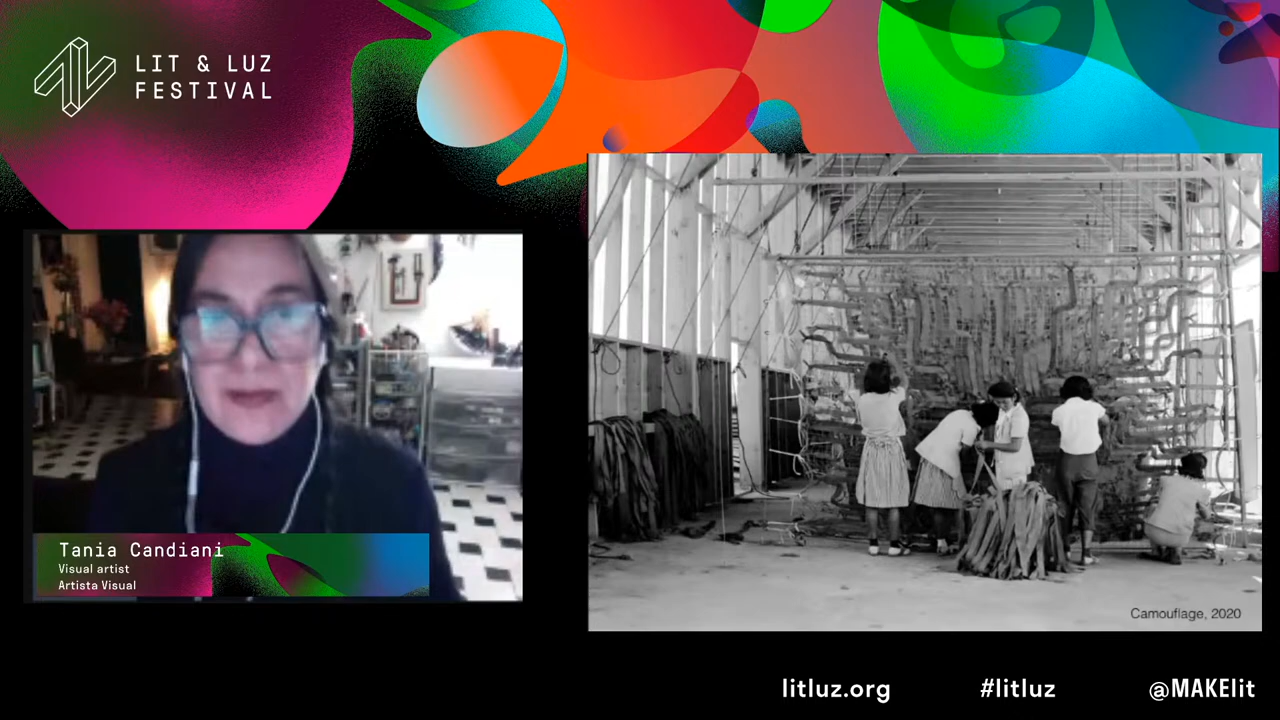 LIT & LUZ
FESTIVAL
Tania Candiani
Visual artist
Artista Visual
Camouflage, 2020
litluz.org
#litluz
@MAKElit